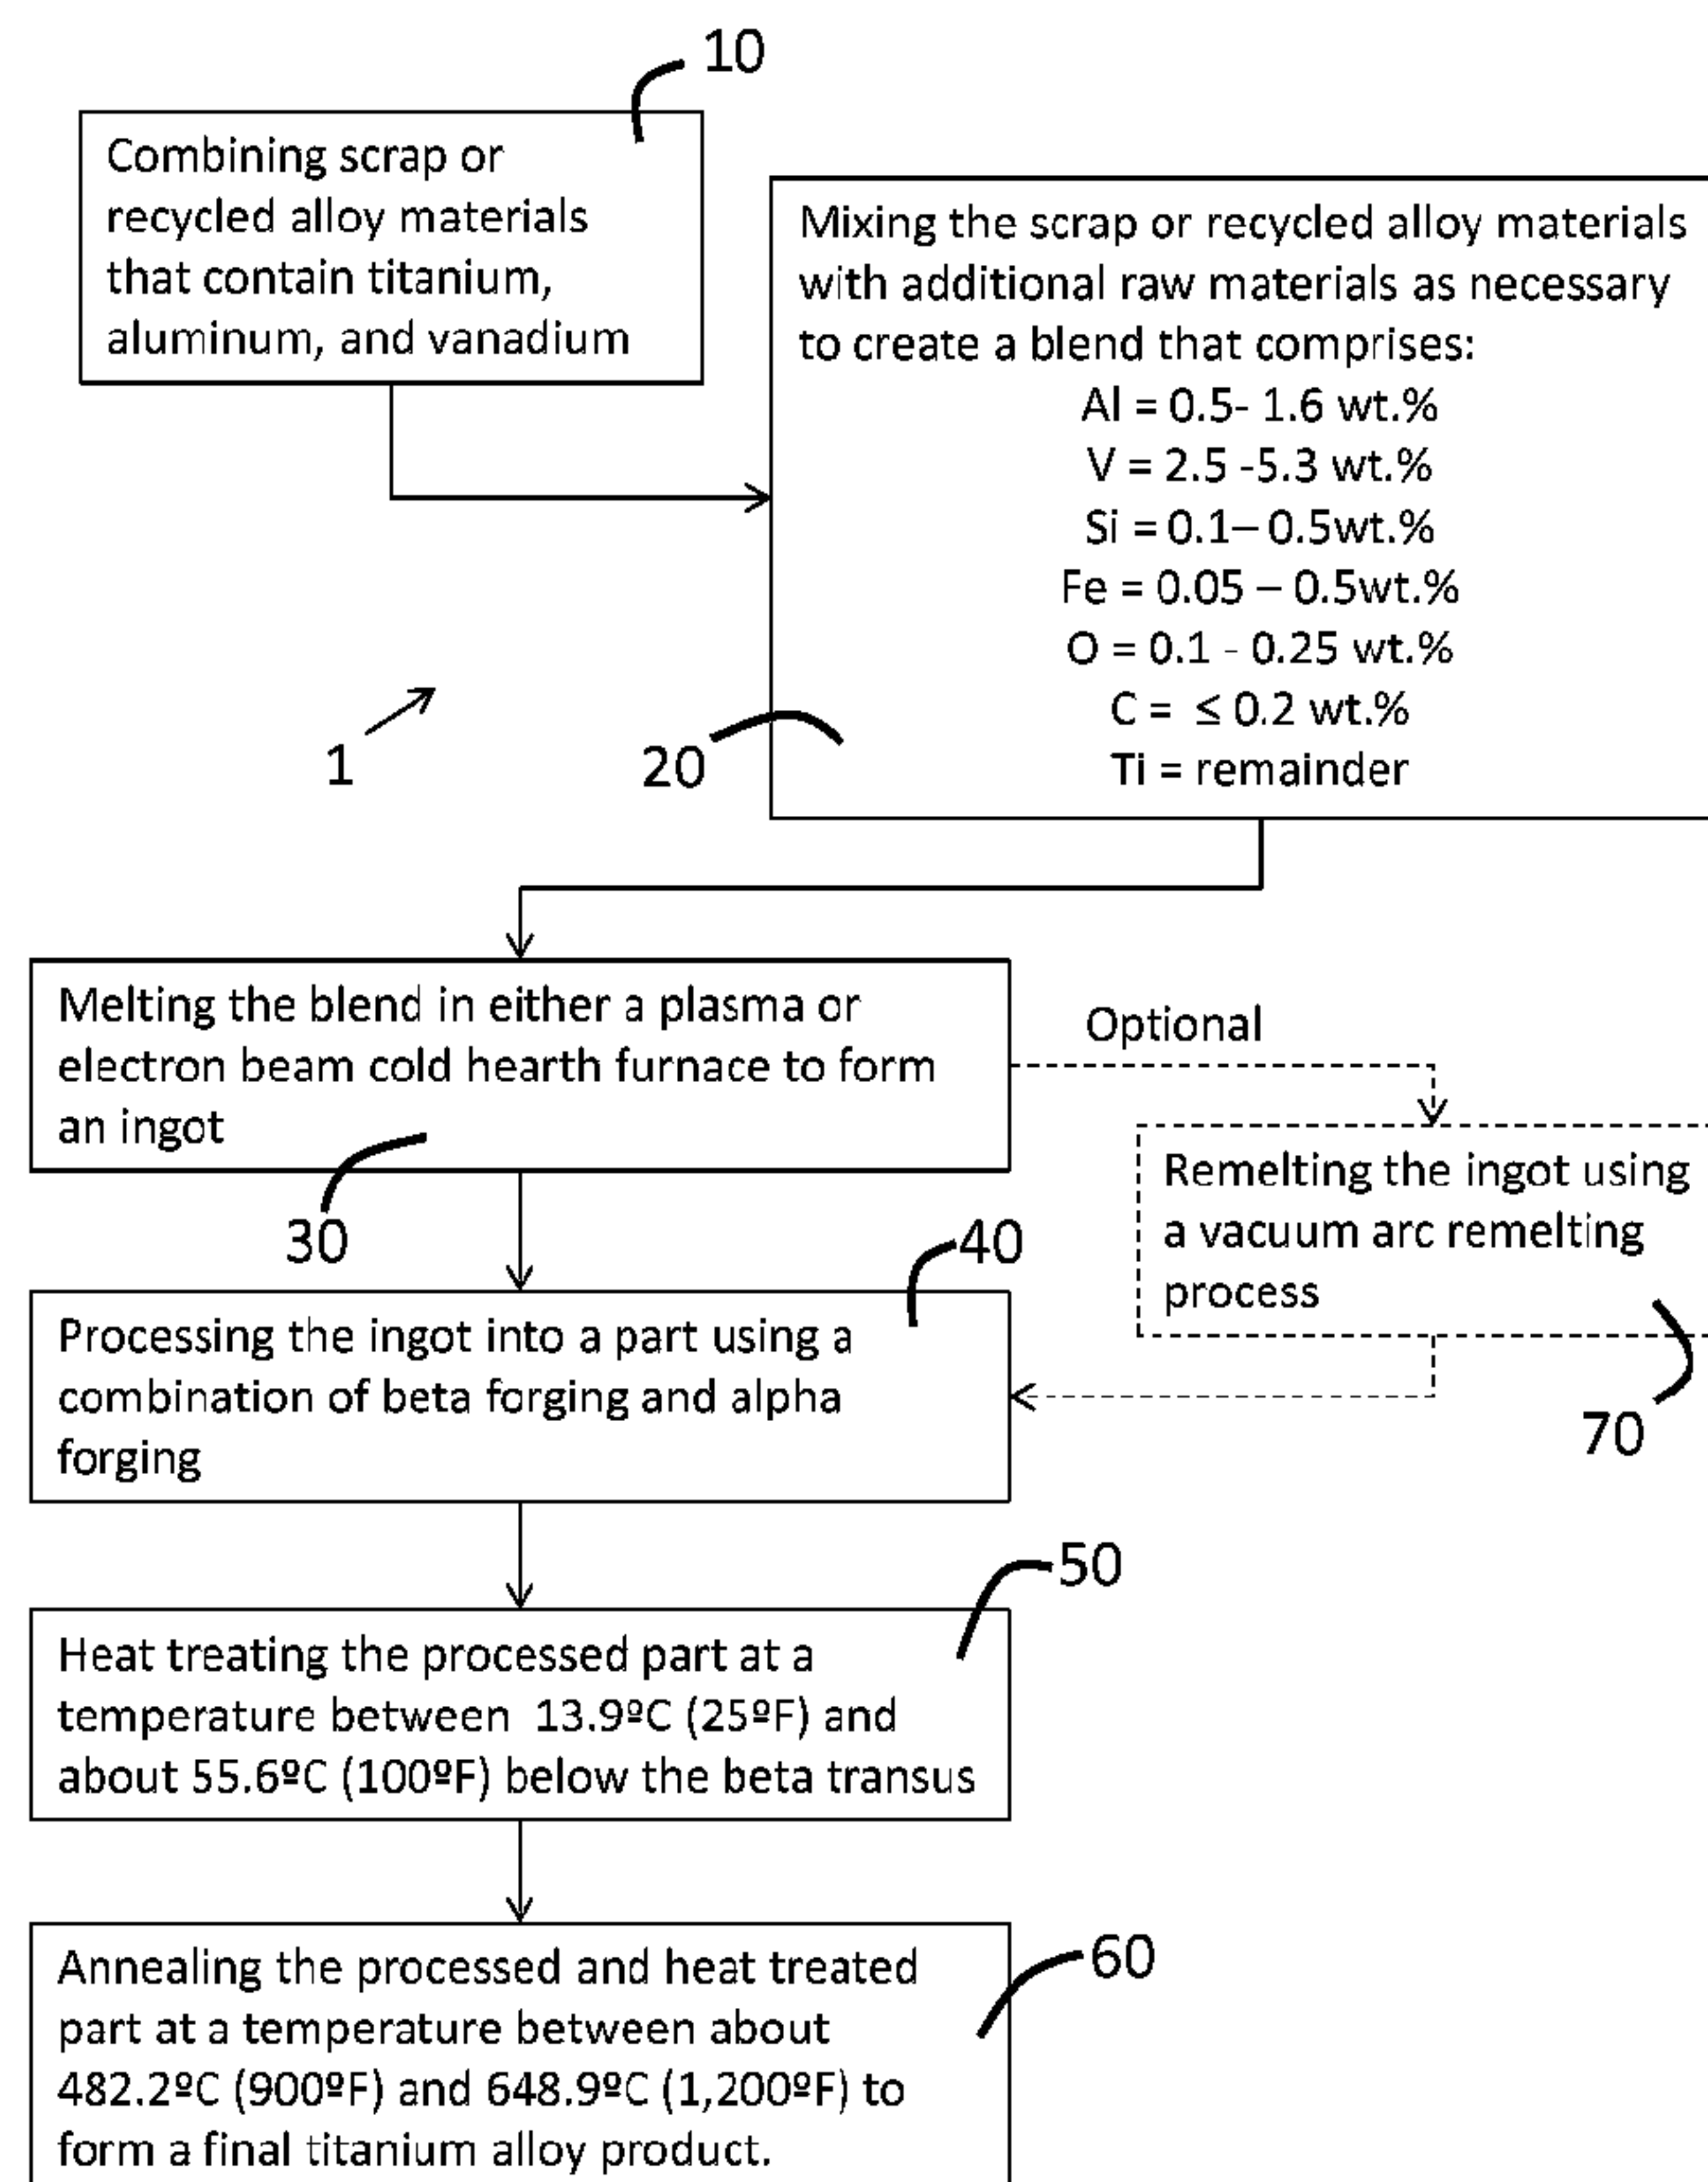 10
Combining scrap or
recycled alloy materials
that contain titanium,
aluminum, and vanadium
Mixing the scrap or recycled alloy materials
with additional raw materials as necessary
to create a blend that comprises:
Al = 0.5- 1.6 wt.%
V = 2.5 -5.3 wt.%
Si = 0.1– 0.5wt.%
Fe = 0.05 – 0.5wt.%
O = 0.1 - 0.25 wt.%
C = ≤ 0.2 wt.%
Ti = remainder
1
20
Melting the blend in either a plasma or
electron beam cold hearth furnace to form
an ingot
30
Optional
Remelting the ingot using
a vacuum arc remelting
process
70
40
Processing the ingot into a part using a
combination of beta forging and alpha
forging
50
Heat treating the processed part at a
temperature between 13.9ºC (25ºF) and
about 55.6ºC (100ºF) below the beta transus
60
Annealing the processed and heat treated
part at a temperature between about
482.2ºC (900ºF) and 648.9ºC (1,200ºF) to
form a final titanium alloy product.